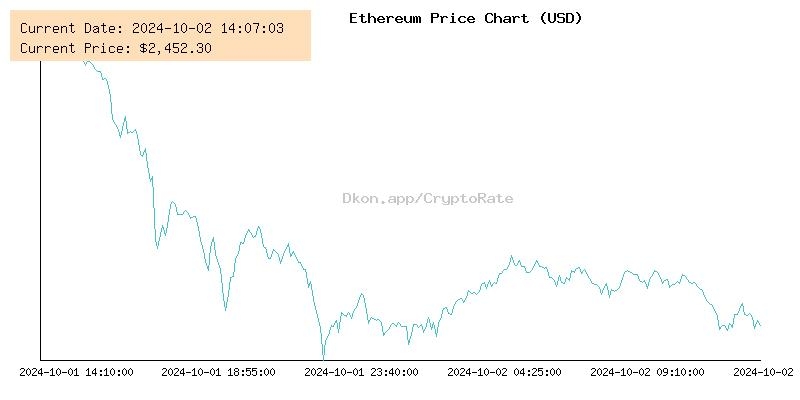 Ethereum Price Chart (USD)
Current Date: 2024-10-02 14:07:03
Current Price: $2,452.30
Dkon.app/CryptoRate
2024-10-01 14:10:00 2024-10-01 18:55:00 2024-10-01 23:40:00 2024-10-02 04:25:00 2024-10-02 09:10:00 2024-10-02